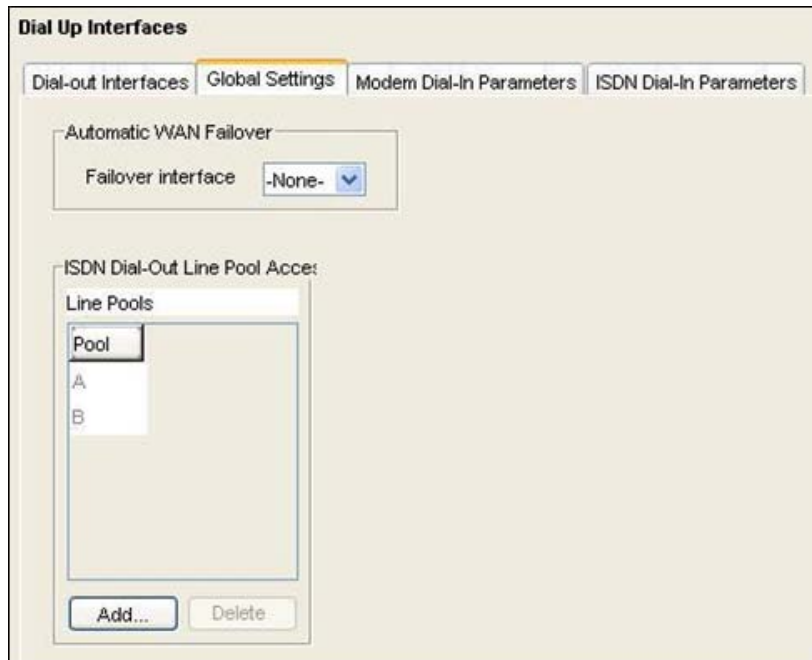 Dial Up Interfaces
Dial-out Interfaces Global Settings Modem Dial-In Parameters ISDN Dial-In Parameters
Automatic WAN Failover
Failover interface -None-
ISDN Dial-Out Line Pool Acces
Line Pools
Pool
A
B
Add... Delete